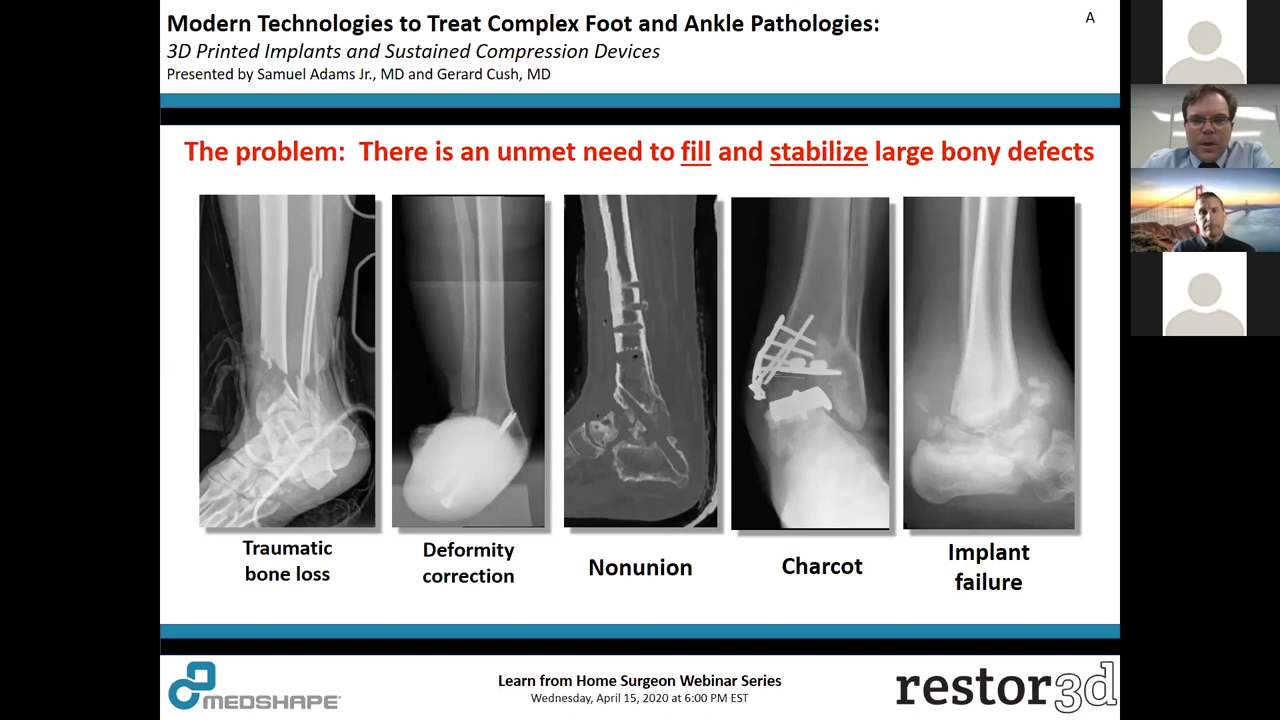 Modern Technologies to Treat Complex Foot and Ankle Pathologies:
3D Printed Implants and Sustained Compression Devices
Presented by Samuel Adams Jr., MD and Gerard Cush, MD
A
The problem: There is an unmet need to fill and stabilize large bony defects
Traumatic
bone loss
Deformity
correction
Nonunion
Charcot
Implant
failure
MEDSHAPE
Learn from Home Surgeon Webinar Series
Wednesday, April 15, 2020 at 6:00 PM EST
restor3d